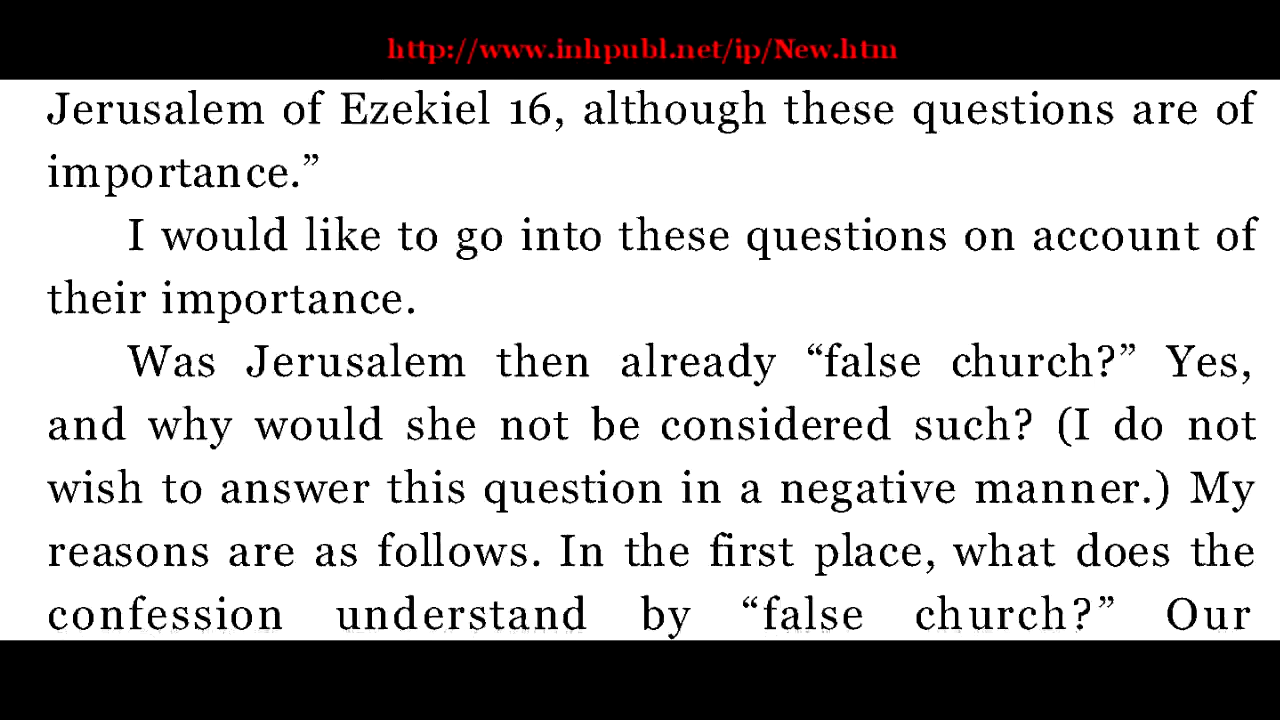 http://www.inhpubl.net/ip/New.htm
Jerusalem of Ezekiel 16, although these questions are of
importance.”
I would like to go into these questions on account of
their importance.
Was Jerusalem then already “false church?” Yes,
and why would she not be considered such? (I do not
wish to answer this question in a negative manner.) My
reasons are as follows. In the first place, what does the
confession understand by “false church?” Our